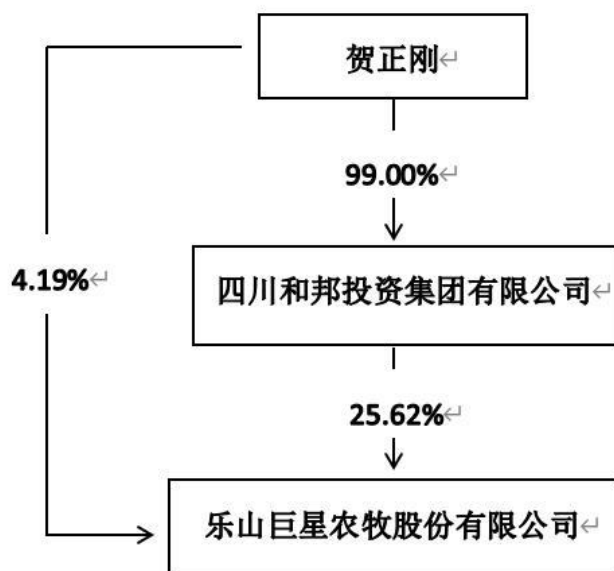 贺正刚
99.00%
4.19%
四川和邦投资集团有限公司
25.62%
乐山巨星农牧股份有限公司